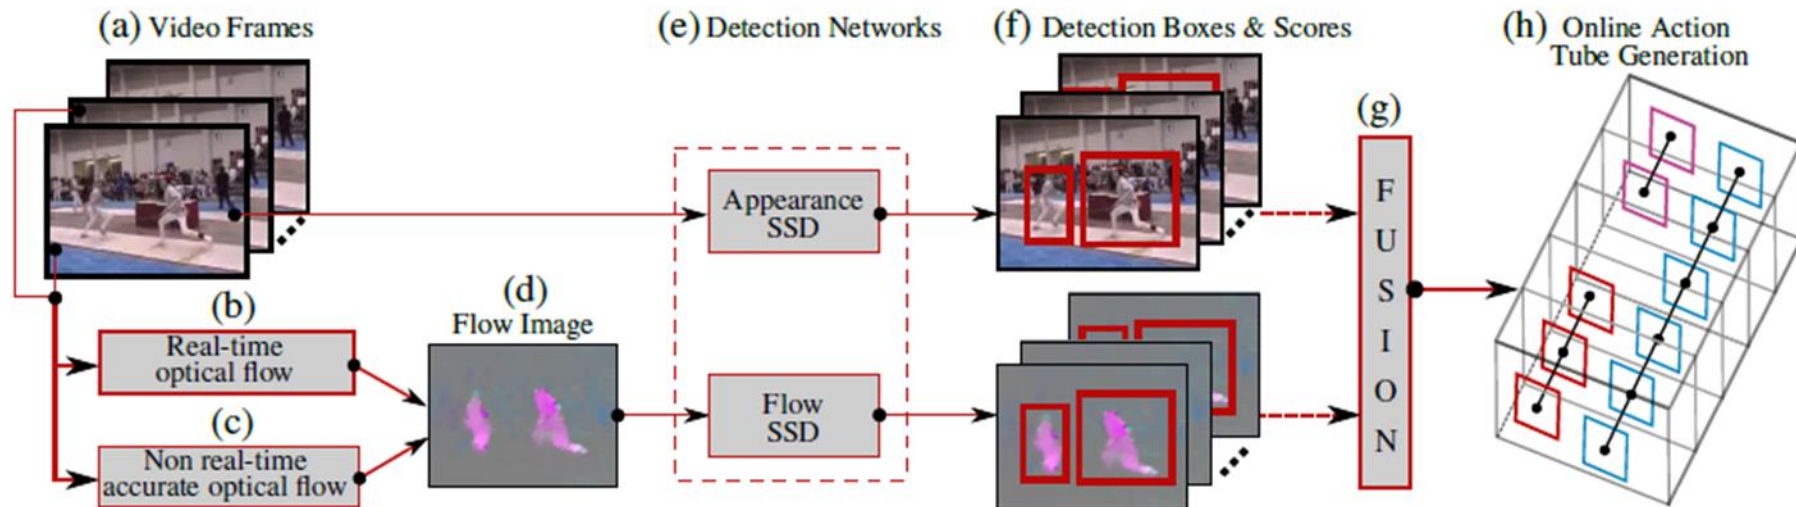 (a) Video Frames
(e) Detection Networks
(f) Detection Boxes & Scores
(h) Online Action
Tube Generation
(g)
Appearance
SSD
F
U
S
I
O
N
(b)
Real-time
optical flow
(c)
Non real-time
accurate optical flow
(d)
Flow Image
Flow
SSD